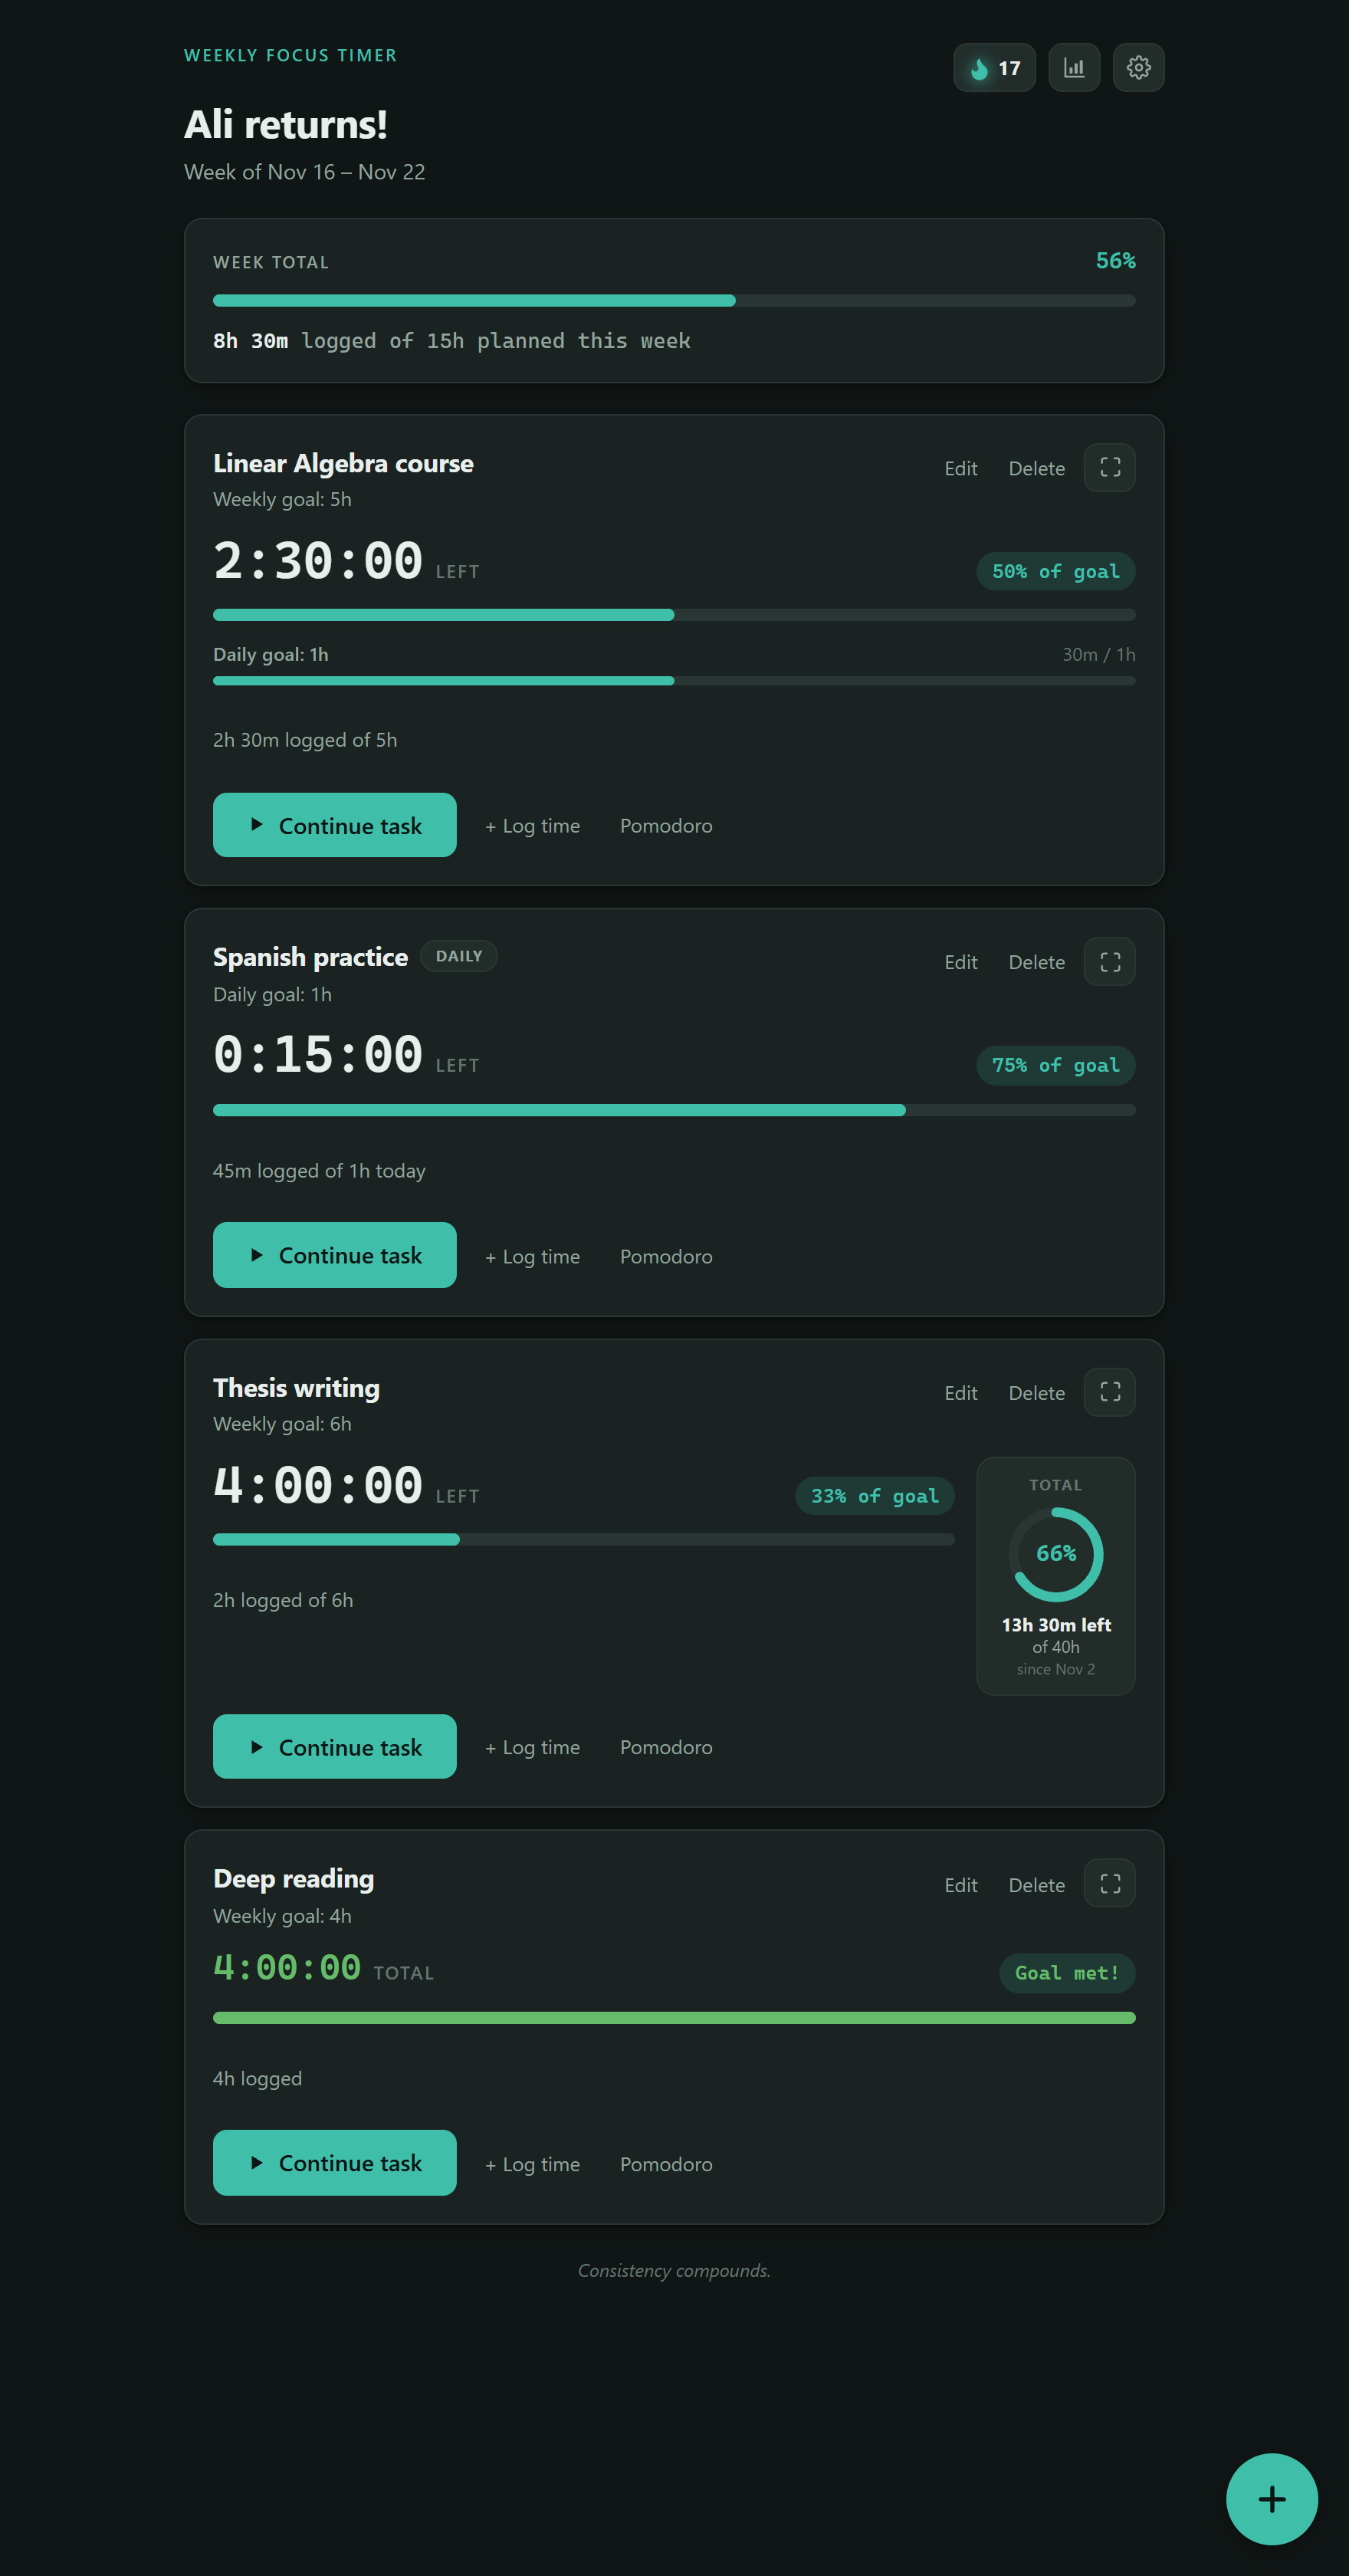 WEEKLY FOCUS TIMER
17
Ali returns!
Week of Nov 16 – Nov 22
WEEK TOTAL
56%
8h 30m logged of 15h planned this week
Linear Algebra course
Edit
Delete
Weekly goal: 5h
2:30:00 LEFT
50% of goal
Daily goal: 1h
30m / 1h
2h 30m logged of 5h
Continue task
+ Log time
Pomodoro
Spanish practice
DAILY
Edit
Delete
Daily goal: 1h
0:15:00 LEFT
75% of goal
45m logged of 1h today
Continue task
+ Log time
Pomodoro
Thesis writing
Edit
Delete
Weekly goal: 6h
4:00:00 LEFT
33% of goal
2h logged of 6h
TOTAL
66%
13h 30m left
of 40h
since Nov 2
Continue task
+ Log time
Pomodoro
Deep reading
Edit
Delete
Weekly goal: 4h
4:00:00 TOTAL
Goal met!
4h logged
Continue task
+ Log time
Pomodoro
Consistency compounds.